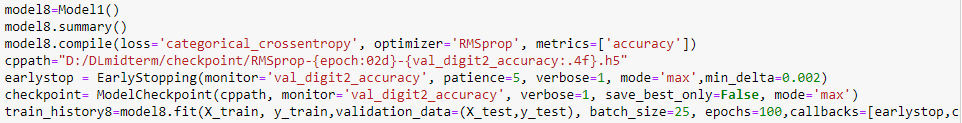 model8=Model1()
model8.summary()
model8.compile(loss='categorical_crossentropy', optimizer='RMSprop', metrics=['accuracy'])
cppath="D:/DLmidterm/checkpoint/RMSprop-{epoch:02d}-{val_digit2_accuracy:.4f}.h5"
earlystop = EarlyStopping(monitor='val_digit2_accuracy', patience=5, verbose=1, mode='max',min_delta=0.002)
checkpoint= ModelCheckpoint(cppath, monitor='val_digit2_accuracy', verbose=1, save_best_only=False, mode='max')
train_history8=model8.fit(X_train, y_train,validation_data=(X_test,y_test), batch_size=25, epochs=100,callbacks=[earlystop,c